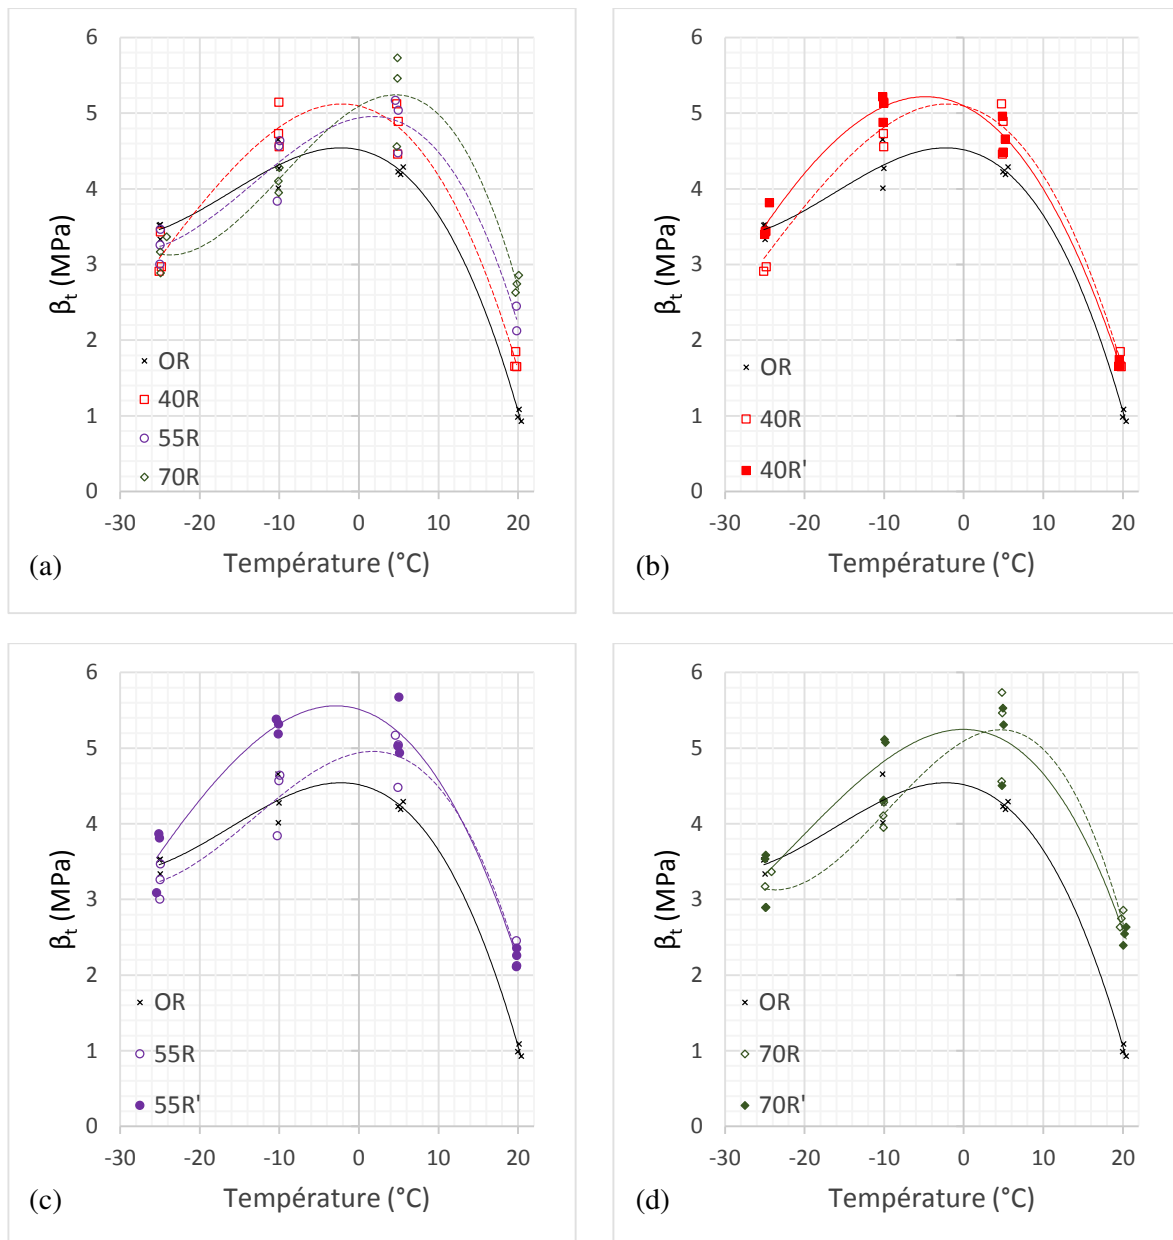 6
5
4
3
2
1
0
βt (MPa)
OR
40R
55R
70R
-30 -20 -10 0 10 20
Température (°C)
(a)
6
5
4
3
2
1
0
βt (MPa)
OR
40R
40R'
-30 -20 -10 0 10 20
Température (°C)
(b)
6
5
4
3
2
1
0
βt (MPa)
OR
55R
55R'
-30 -20 -10 0 10 20
Température (°C)
(c)
6
5
4
3
2
1
0
βt (MPa)
OR
70R
70R'
-30 -20 -10 0 10 20
Température (°C)
(d)